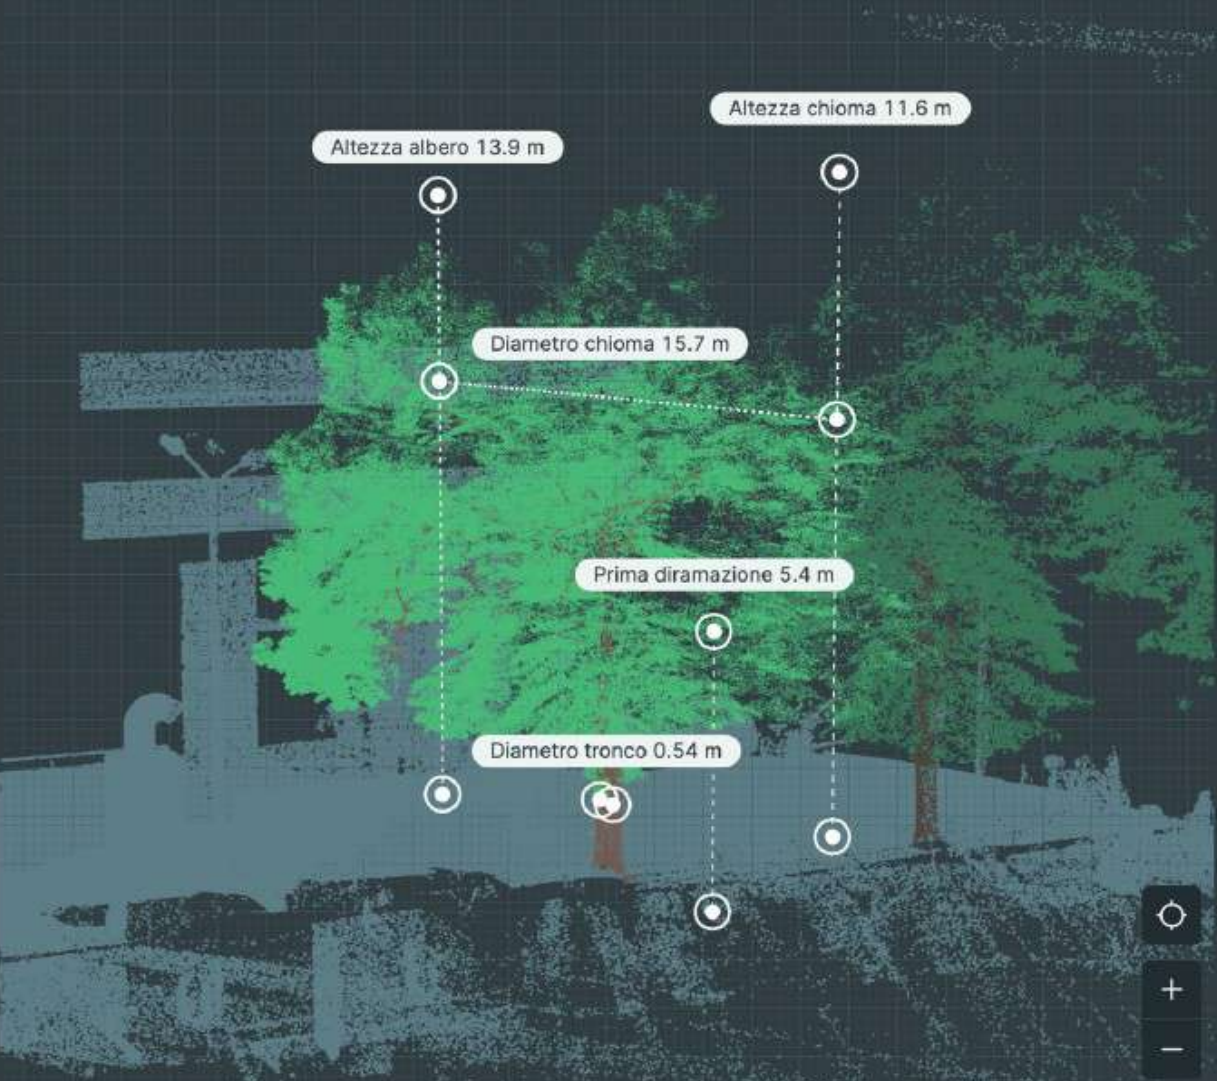 Altezza chioma 11.6 m
Altezza albero 13.9 m
Diametro chioma 15.7 m
Prima diramazione 5.4 m
Diametro tronco 0.54 m